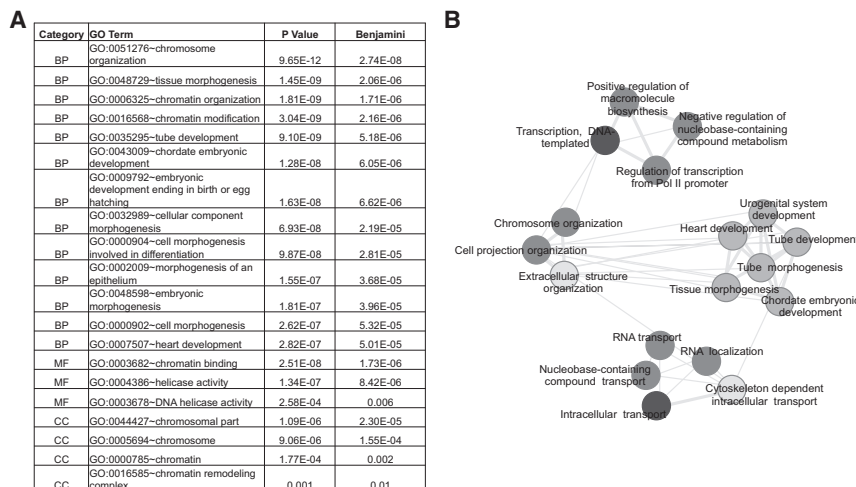 A
Category GO Term P Value Benjamini
GO:0051276~chromosome
BP organization 9.65E-12 2.74E-08
BP GO:0048729~tissue morphogenesis 1.45E-09 2.06E-06
BP GO:0006325~chromatin organization 1.81E-09 1.71E-06
BP GO:0016568~chromatin modification 3.04E-09 2.16E-06
BP GO:0035295~tube development 9.10E-09 5.18E-06
GO:0043009~chordate embryonic
BP development 1.28E-08 6.05E-06
GO:0009792~embryonic
development ending in birth or egg
BP hatching 1.63E-08 6.62E-06
GO:0032989~cellular component
BP morphogenesis 6.93E-08 2.19E-05
GO:0000904~cell morphogenesis
BP involved in differentiation 9.87E-08 2.81E-05
GO:0002009~morphogenesis of an
BP epithelium 1.55E-07 3.68E-05
GO:0048598~embryonic
BP morphogenesis 1.81E-07 3.96E-05
BP GO:0000902~cell morphogenesis 2.62E-07 5.32E-05
BP GO:0007507~heart development 2.82E-07 5.01E-05
MF GO:0003682~chromatin binding 2.51E-08 1.73E-06
MF GO:0004386~helicase activity 1.34E-07 8.42E-06
MF GO:0003678~DNA helicase activity 2.58E-04 0.006
CC GO:0044427~chromosomal part 1.09E-06 2.30E-05
CC GO:0005694~chromosome 9.06E-06 1.55E-04
CC GO:0000785~chromatin 1.77E-04 0.002
GO:0016585~chromatin remodeling
CC complex 0.001 0.01
B
Positive regulation of
macromolecule
biosynthesis
Negative regulation of
nucleobase-containing
compound metabolism
Transcription, DNA-
templated
Regulation of transcription
from Pol II promoter
Chromosome organization
Cell projection organization
Extracellular structure
organization
Urogenital system
development
Heart development
Tube development
Tube morphogenesis
Tissue morphogenesis
Chordate embryonic
development
RNA transport
RNA localization
Nucleobase-containing
compound transport
Cytoskeleton dependent
intracellular transport
Intracellular transport